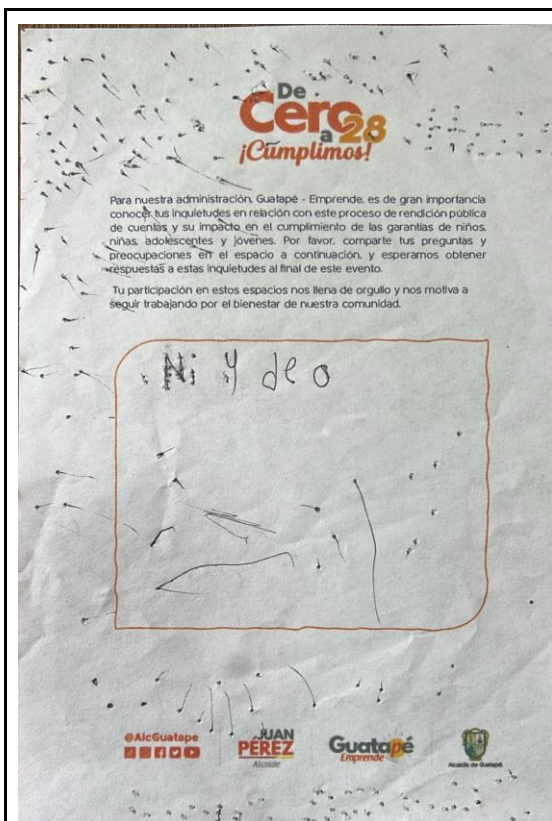 De
Cero
a 28
¡Cumplimos!
Para nuestra administración, Guatapé - Emprende, es de gran importancia
conocer tus inquietudes en relación con este proceso de rendición pública
de cuentas y su impacto en el cumplimiento de las garantías de niños,
niñas, adolescentes y jóvenes. Por favor, comparte tus preguntas y
preocupaciones en el espacio a continuación, y esperamos obtener
respuestas a estas inquietudes al final de este evento.
Tu participación en estos espacios nos llena de orgullo y nos motiva a
seguir trabajando por el bienestar de nuestra comunidad.
Ni y de o
@AlcGuatape
JUAN
PÉREZ
Alcalde
Guatapé
Emprende
Alcaldía de Guatapé